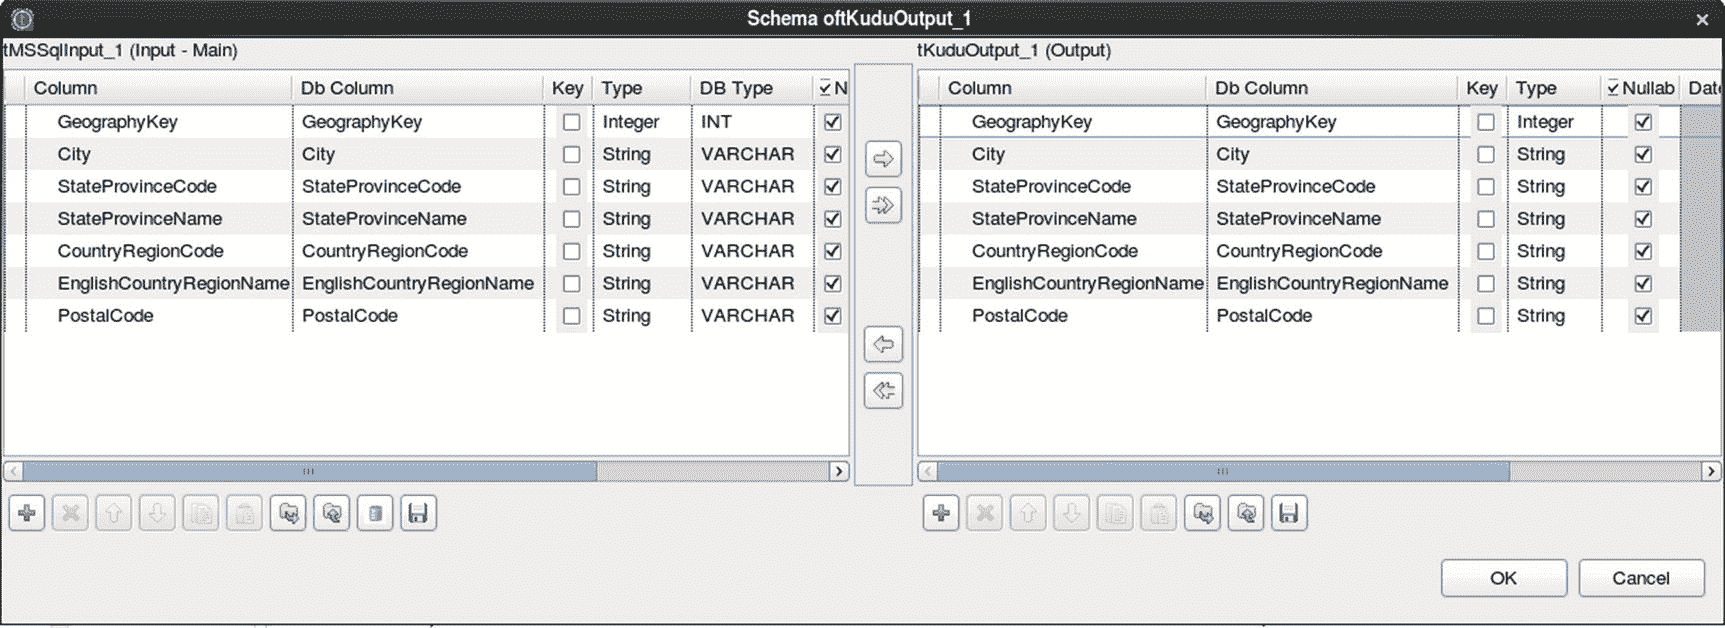 Schema oftKuduOutput_1
tMSSqlInput_1 (Input - Main)
Column Db Column Key Type DB Type N
GeographyKey GeographyKey Integer INT
City City String VARCHAR
StateProvinceCode StateProvinceCode String VARCHAR
StateProvinceName StateProvinceName String VARCHAR
CountryRegionCode CountryRegionCode String VARCHAR
EnglishCountryRegionName EnglishCountryRegionName String VARCHAR
PostalCode PostalCode String VARCHAR
tKuduOutput_1 (Output)
Column Db Column Key Type Nullab Date
GeographyKey GeographyKey Integer
City City String
StateProvinceCode StateProvinceCode String
StateProvinceName StateProvinceName String
CountryRegionCode CountryRegionCode String
EnglishCountryRegionName EnglishCountryRegionName String
PostalCode PostalCode String
OK Cancel